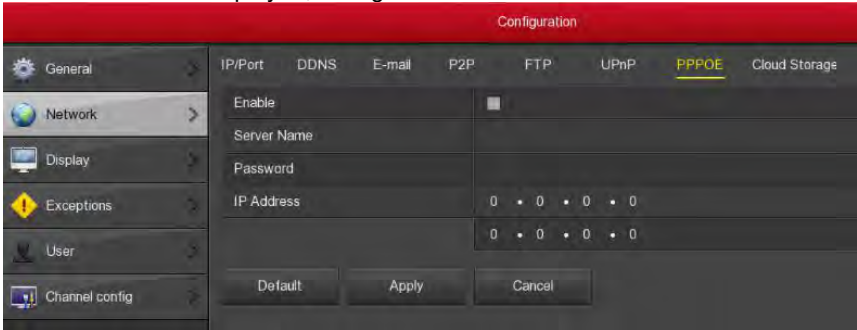 Configuration
General
Network
Display
Exceptions
User
Channel config
IP/Port DDNS E-mail P2P FTP UPnP PPPOE Cloud Storage
Enable
Server Name
Password
IP Address 0 . 0 . 0 . 0
0 . 0 . 0 . 0
Default Apply Cancel